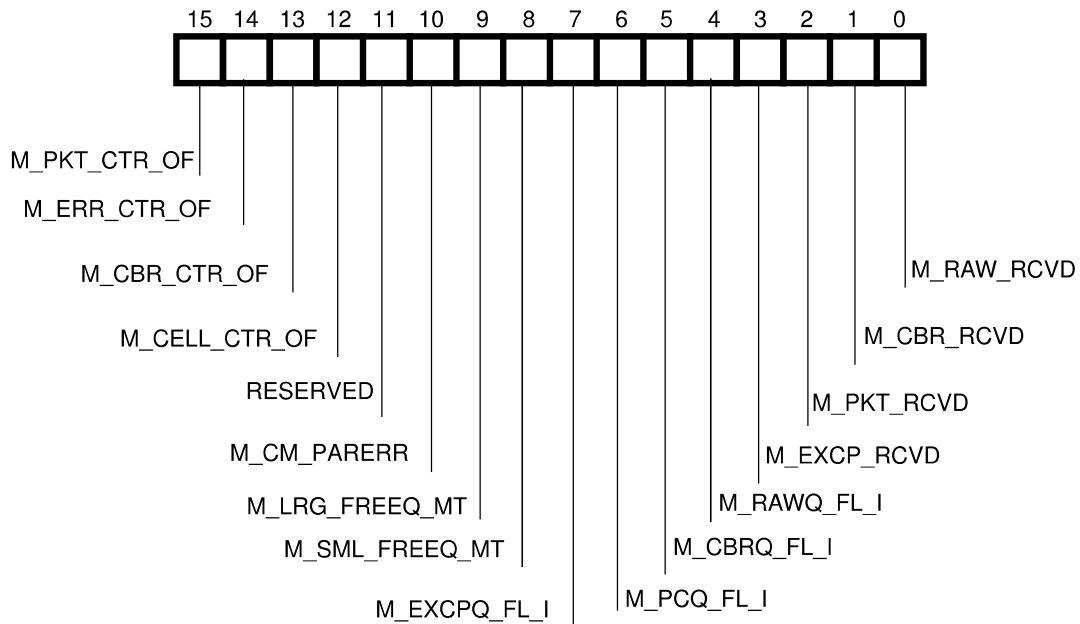 15 14 13 12 11 10 9 8 7 6 5 4 3 2 1 0
M_PKT_CTR_OF
M_ERR_CTR_OF
M_CBR_CTR_OF
M_RAW_RCVD
M_CELL_CTR_OF
M_CBR_RCVD
RESERVED
M_PKT_RCVD
M_CM_PARERR
M_EXCP_RCVD
M_LRG_FREEQ_MT
M_RAWQ_FL_I
M_SML_FREEQ_MT
M_CBRQ_FL_I
M_EXCPQ_FL_I
M_PCQ_FL_I